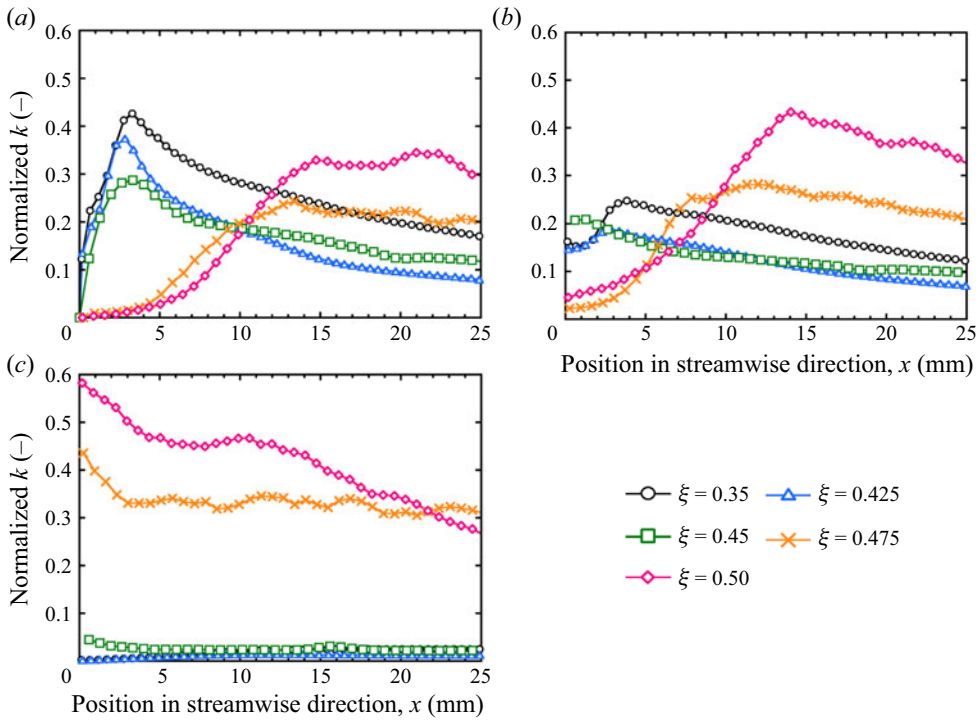 (a)
0.6
0.5
0.4
0.3
0.2
0.1
0 5 10 15 20 25
Normalized k (–)
(b)
0.6
0.5
0.4
0.3
0.2
0.1
0 5 10 15 20 25
Position in streamwise direction, x (mm)
(c)
0.6
0.5
0.4
0.3
0.2
0.1
0 5 10 15 20 25
Normalized k (–)
Position in streamwise direction, x (mm)
ξ = 0.35 ξ = 0.425
ξ = 0.45 ξ = 0.475
ξ = 0.50